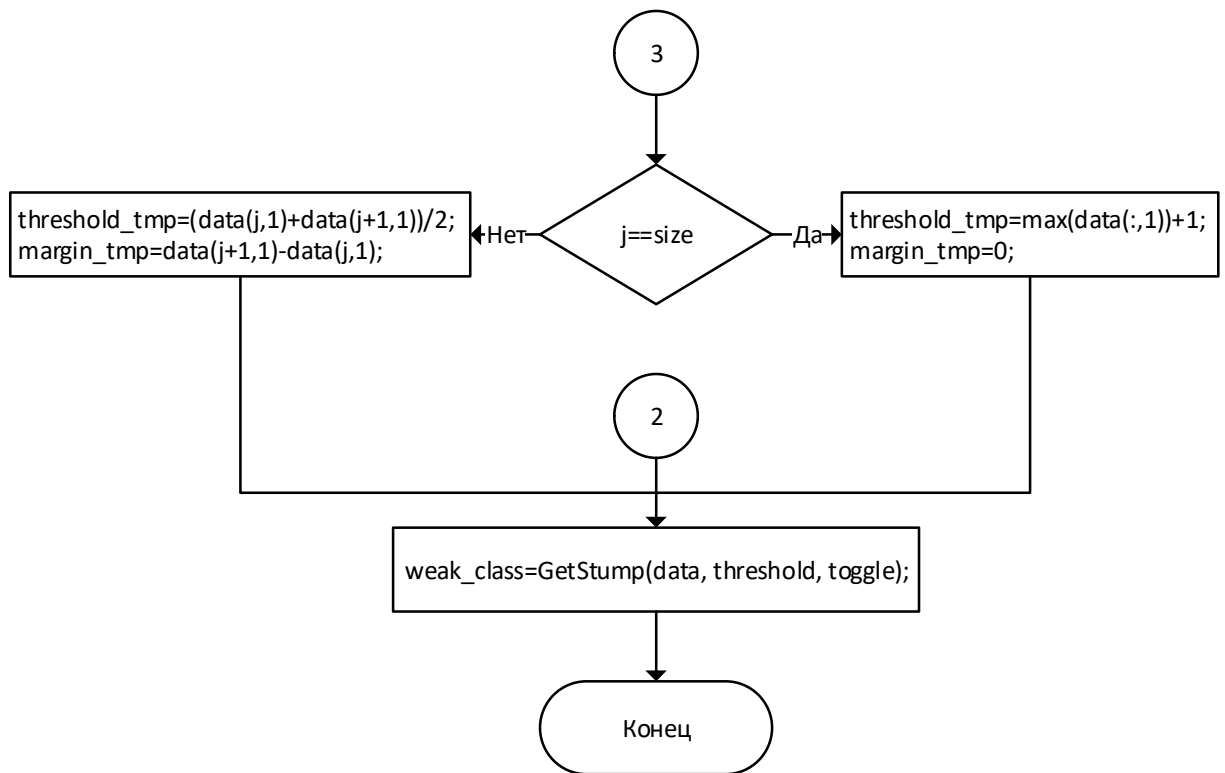 3
threshold_tmp=(data(j,1)+data(j+1,1))/2;
margin_tmp=data(j+1,1)-data(j,1);
Нет
j==size
Да
threshold_tmp=max(data(:,1))+1;
margin_tmp=0;
2
weak_class=GetStump(data, threshold, toggle);
Конец